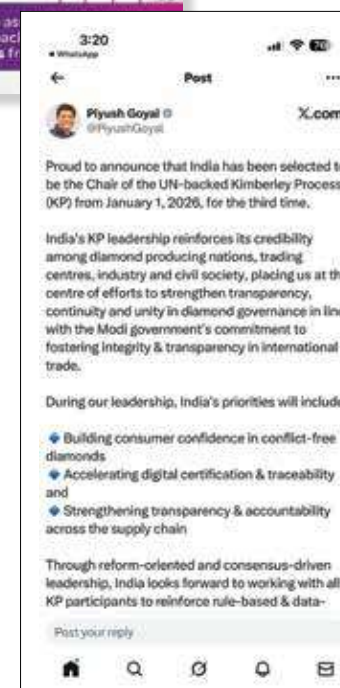 3:20
WhatsApp
Post
Piyush Goyal
@PiyushGoyal
X.com
Proud to announce that India has been selected t
be the Chair of the UN-backed Kimberley Process
(KP) from January 1, 2026, for the third time.
India's KP leadership reinforces its credibility
among diamond producing nations, trading
centres, industry and civil society, placing us at th
centre of efforts to strengthen transparency,
continuity and unity in diamond governance in line
with the Modi government's commitment to
fostering integrity & transparency in international
trade.
During our leadership, India's priorities will include
Building consumer confidence in conflict-free
diamonds
Accelerating digital certification & traceability
and
Strengthening transparency & accountability
across the supply chain
Through reform-oriented and consensus-driven
leadership, India looks forward to working with all
KP participants to reinforce rule-based & data-
Post your reply